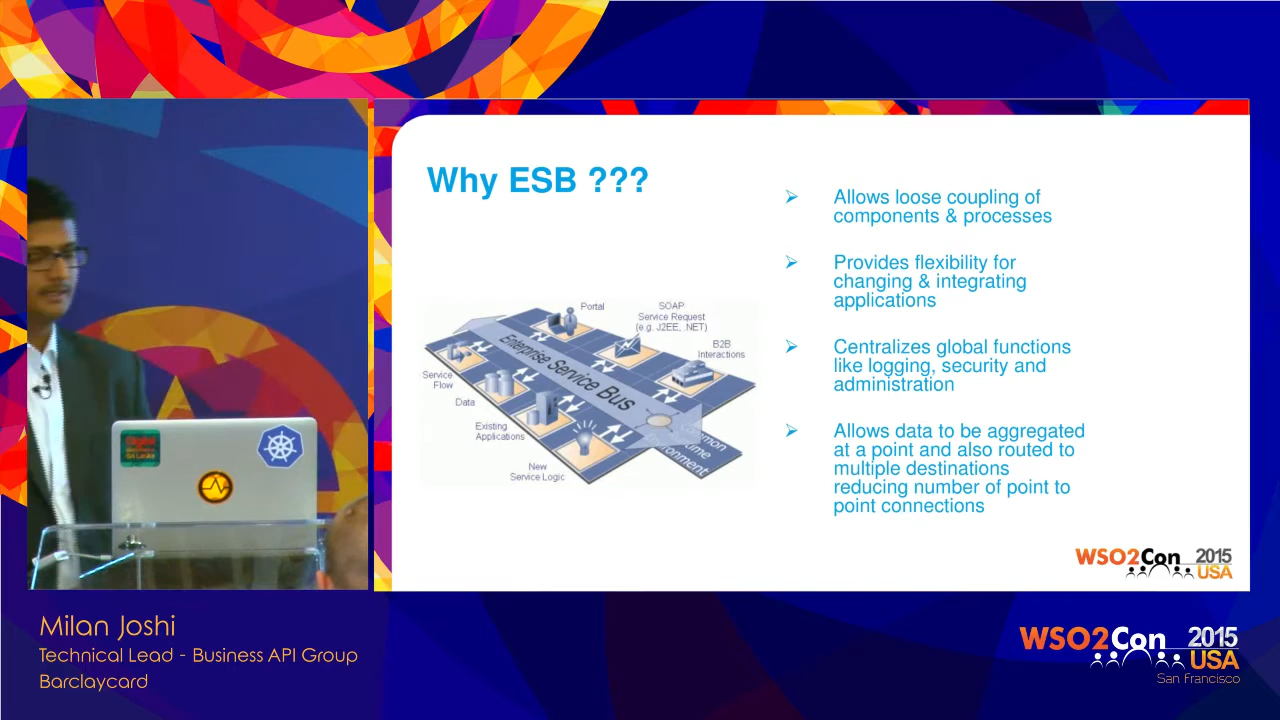 Why ESB ???
Allows loose coupling of
components & processes
Provides flexibility for
changing & integrating
applications
Centralizes global functions
like logging, security and
administration
Allows data to be aggregated
at a point and also routed to
multiple destinations
reducing number of point to
point connections
Portal
SOAP
Service Request
(e.g. J2EE, .NET)
B2B
Interactions
Enterprise Service Bus
Service
Flow
Data
Existing
Applications
New
Service Logic
WSO2Con 2015
USA
Digital
Milan Joshi
Technical Lead - Business API Group
Barclaycard
WSO2Con 2015
USA
San Francisco